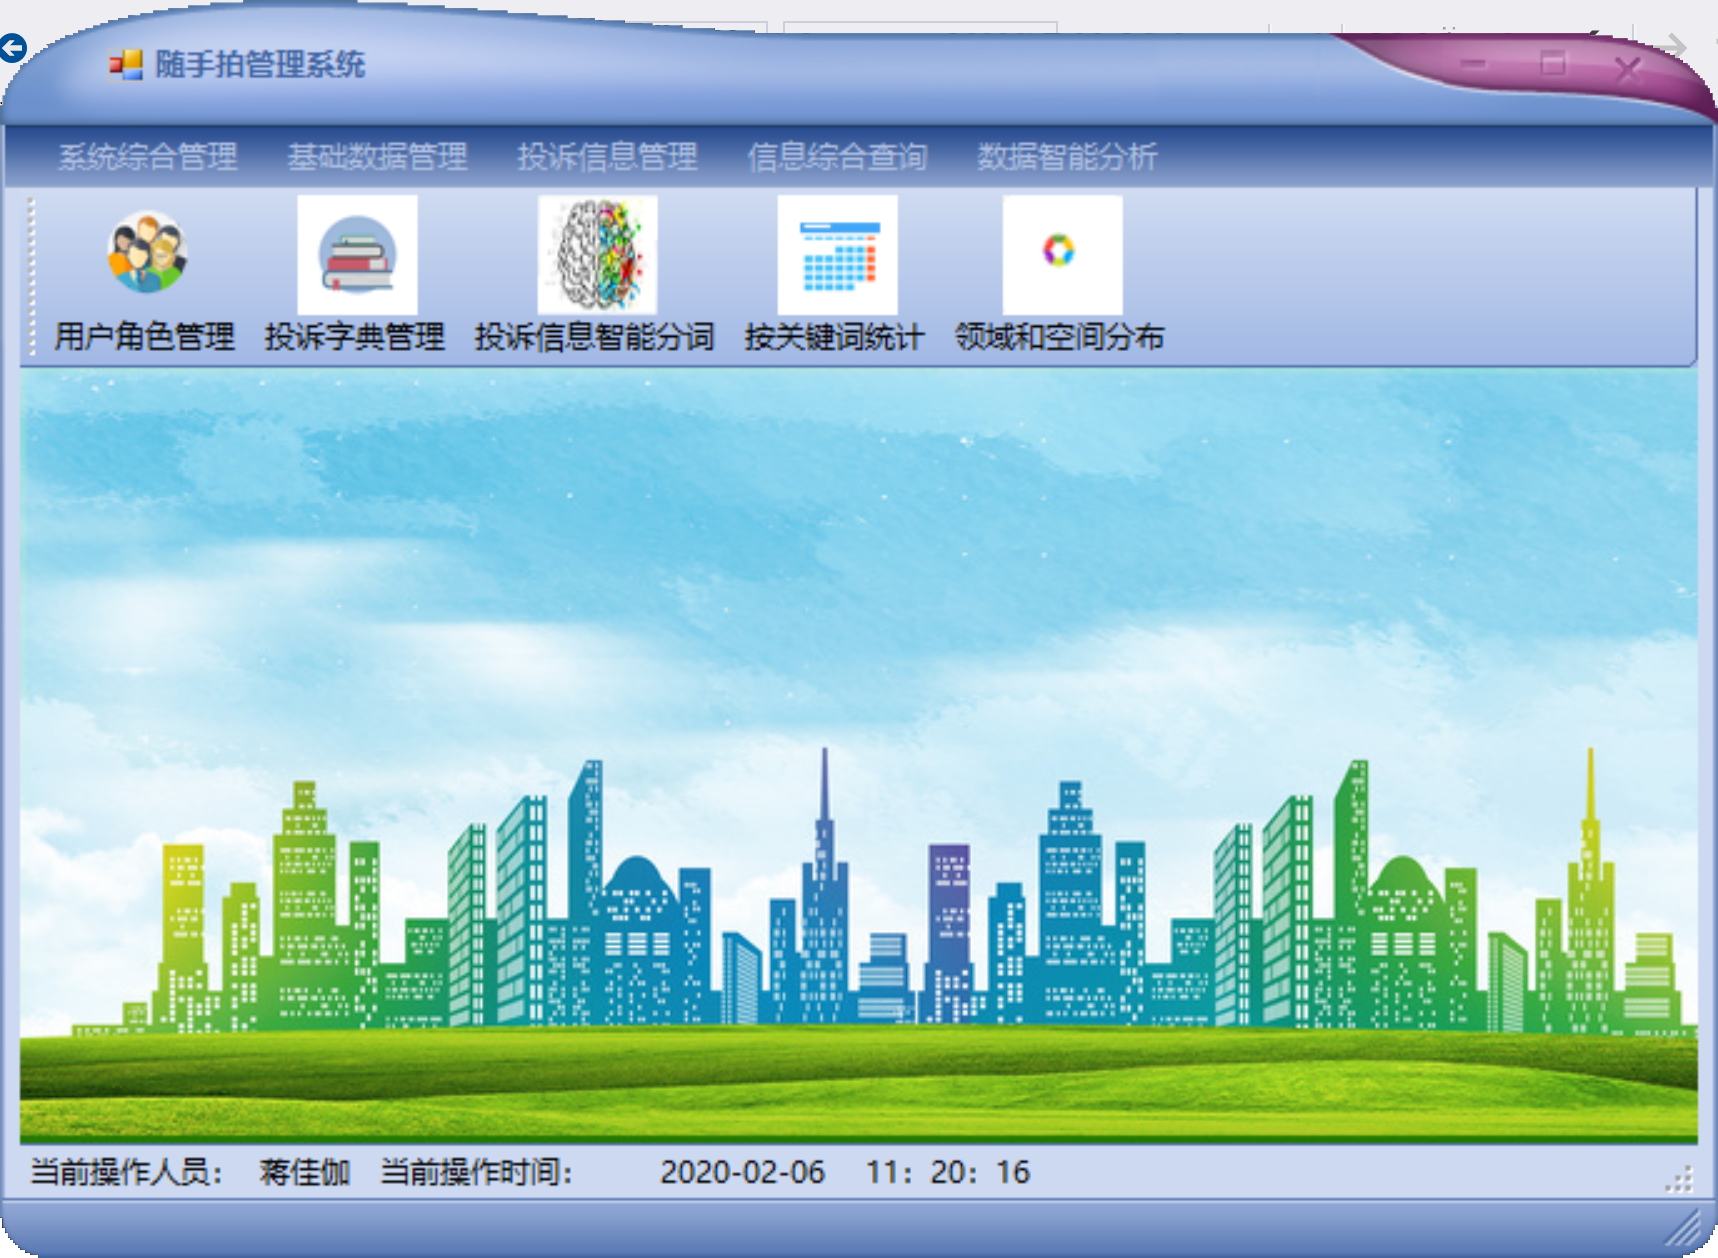 随手拍管理系统
系统综合管理 基础数据管理 投诉信息管理 信息综合查询 数据智能分析
用户角色管理 投诉字典管理 投诉信息智能分词 按关键词统计 领域和空间分布
当前操作人员： 蒋佳伽 当前操作时间： 2020-02-06 11：20：16